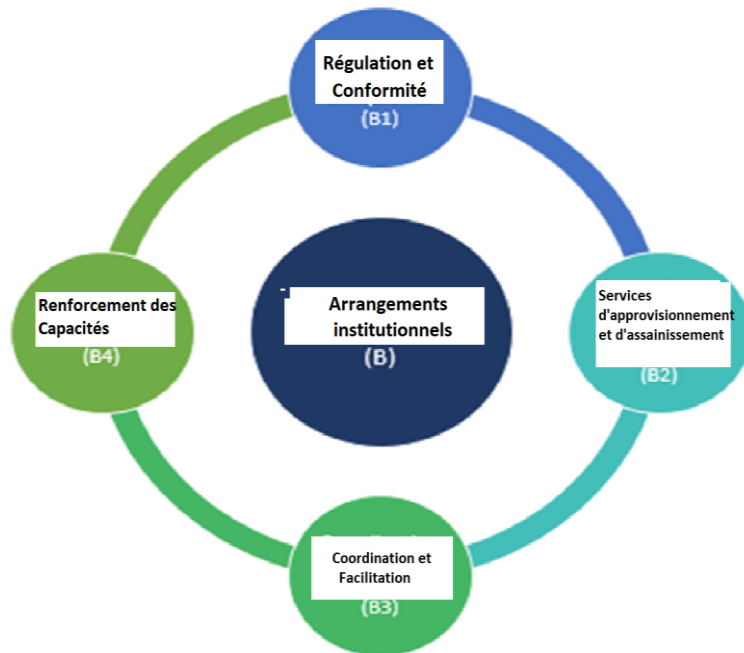 Régulation et
Conformité
(B1)
Renforcement des
Capacités
(B4)
Arrangements
institutionnels
(B)
Services
d'approvisionnement
et d'assainissement
(B2)
Coordination et
Facilitation
(B3)